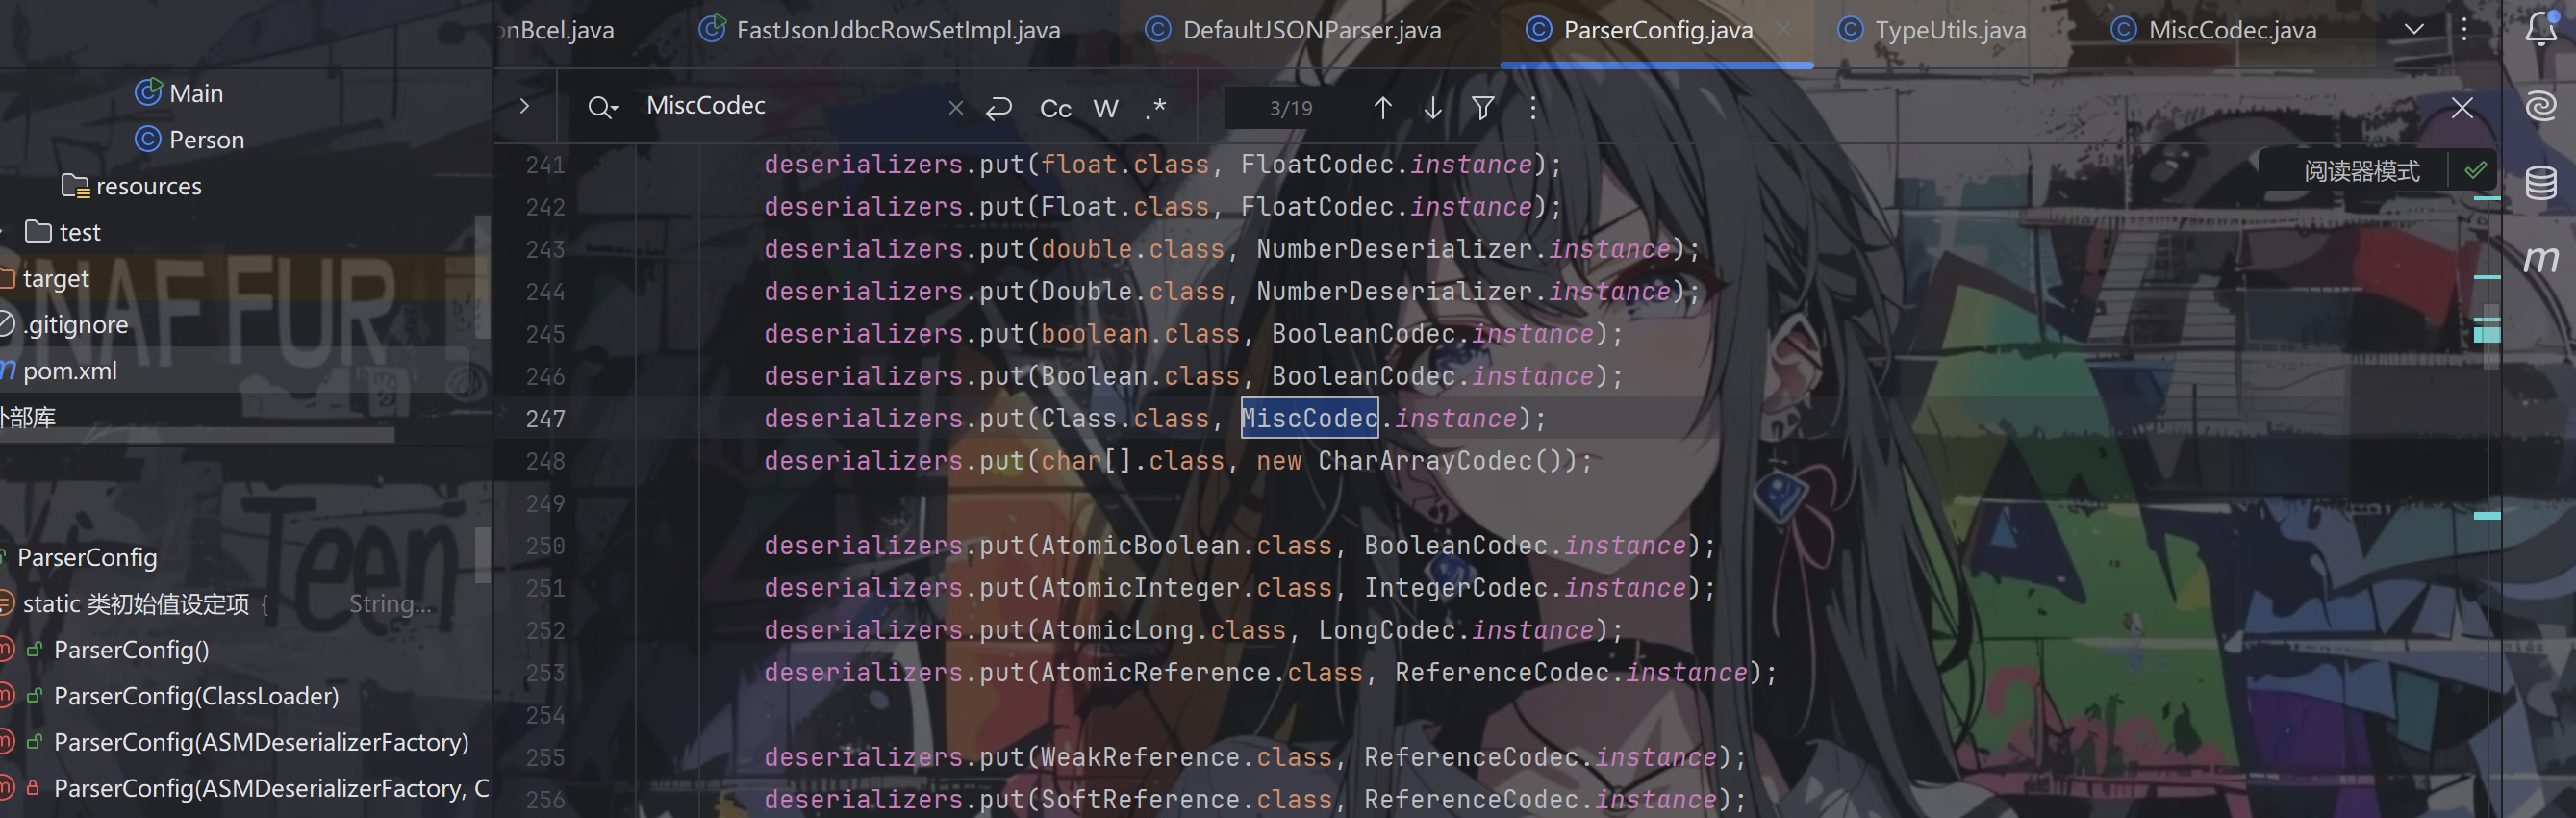 onBcel.java
FastJsonJdbcRowSetImpl.java
DefaultJSONParser.java
ParserConfig.java
TypeUtils.java
MiscCodec.java
Main
Person
resources
test
target
.gitignore
pom.xml
外部库
ParserConfig
static 类初始值设定项 { String...
ParserConfig()
ParserConfig(ClassLoader)
ParserConfig(ASMDeserializerFactory)
ParserConfig(ASMDeserializerFactory, Cl
MiscCodec
Cc W .*
3/19
阅读器模式
241 deserializers.put(float.class, FloatCodec.instance);
242 deserializers.put(Float.class, FloatCodec.instance);
243 deserializers.put(double.class, NumberDeserializer.instance);
244 deserializers.put(Double.class, NumberDeserializer.instance);
245 deserializers.put(boolean.class, BooleanCodec.instance);
246 deserializers.put(Boolean.class, BooleanCodec.instance);
247 deserializers.put(Class.class, MiscCodec.instance);
248 deserializers.put(char[].class, new CharArrayCodec());
249
250 deserializers.put(AtomicBoolean.class, BooleanCodec.instance);
251 deserializers.put(AtomicInteger.class, IntegerCodec.instance);
252 deserializers.put(AtomicLong.class, LongCodec.instance);
253 deserializers.put(AtomicReference.class, ReferenceCodec.instance);
254
255 deserializers.put(WeakReference.class, ReferenceCodec.instance);
256 deserializers.put(SoftReference.class, ReferenceCodec.instance);
SNAF FUR
Teen